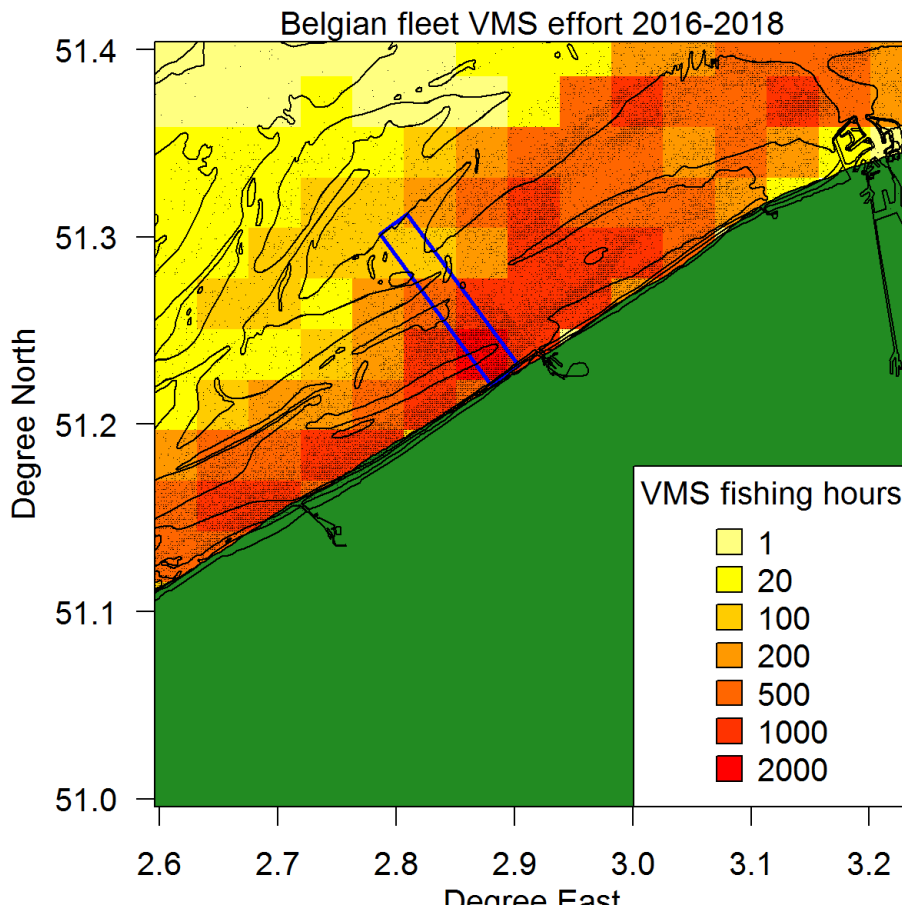 Belgian fleet VMS effort 2016-2018
51.4
51.3
51.2
51.1
51.0
Degree North
VMS fishing hours
1
20
100
200
500
1000
2000
2.6 2.7 2.8 2.9 3.0 3.1 3.2
Degree East